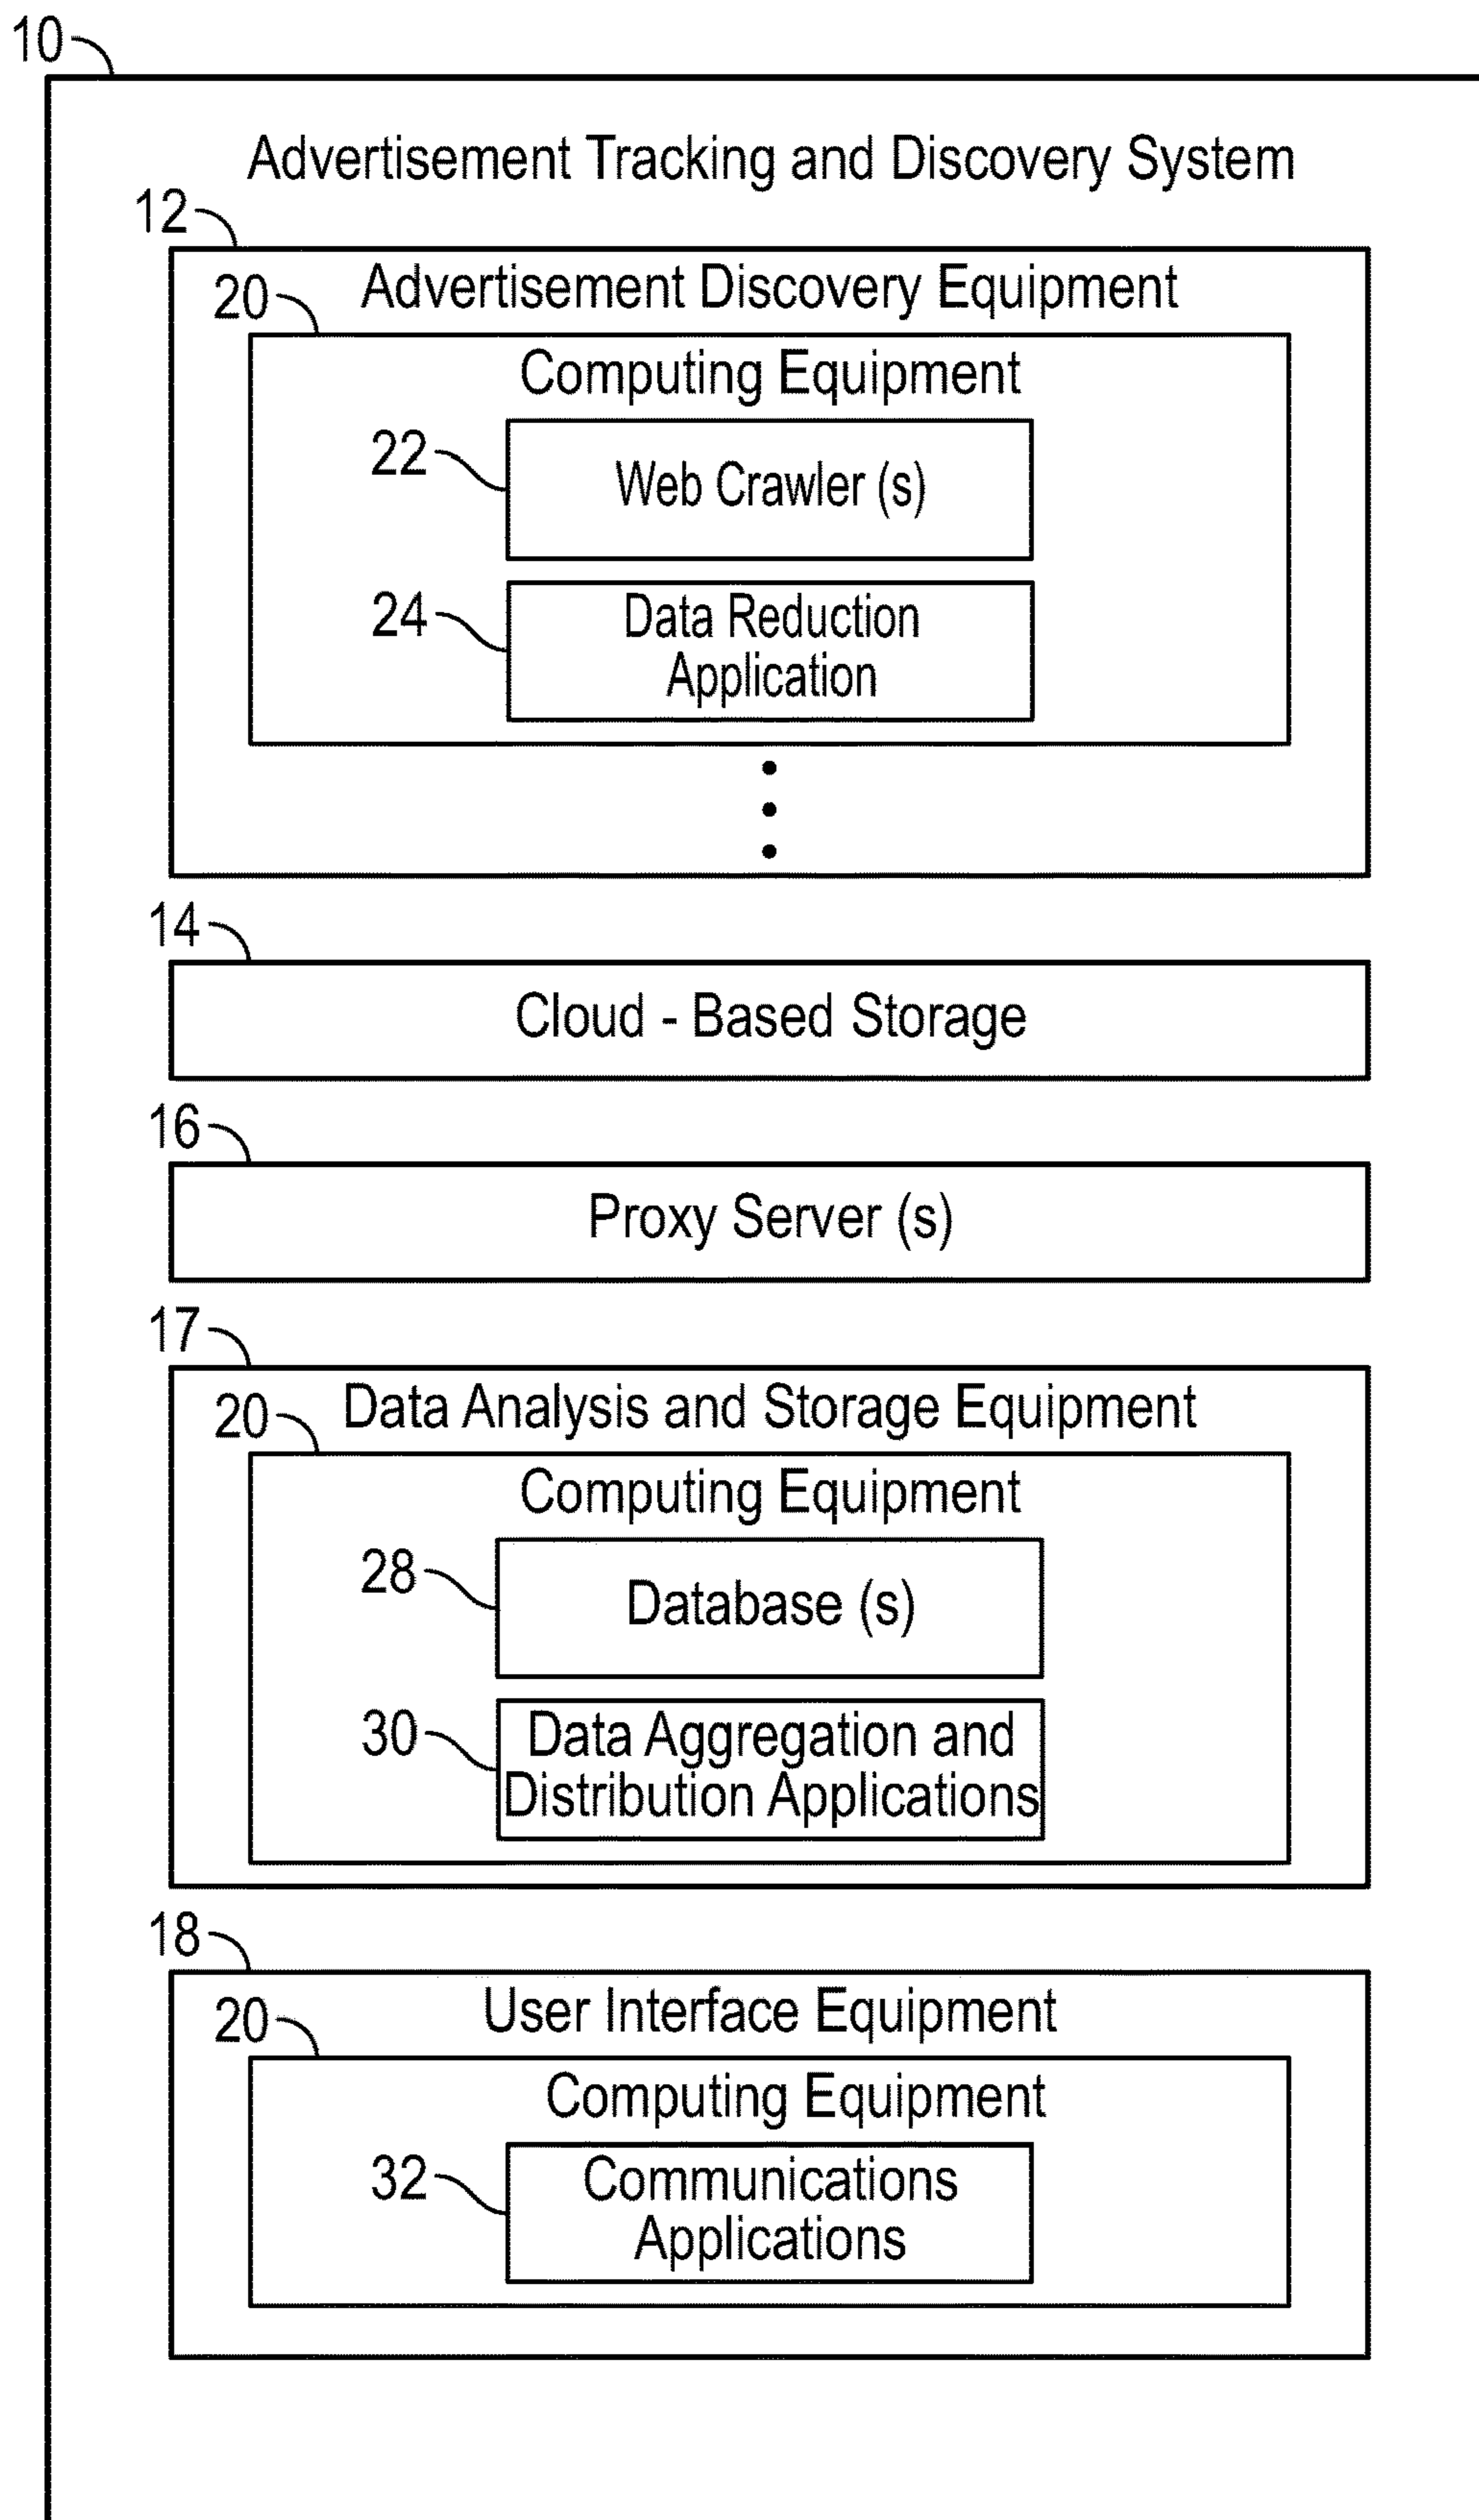 10
Advertisement Tracking and Discovery System
12
20
Advertisement Discovery Equipment
Computing Equipment
22
Web Crawler (s)
24
Data Reduction
Application
14
Cloud - Based Storage
16
Proxy Server (s)
17
20
Data Analysis and Storage Equipment
Computing Equipment
28
Database (s)
30
Data Aggregation and
Distribution Applications
18
20
User Interface Equipment
Computing Equipment
32
Communications
Applications